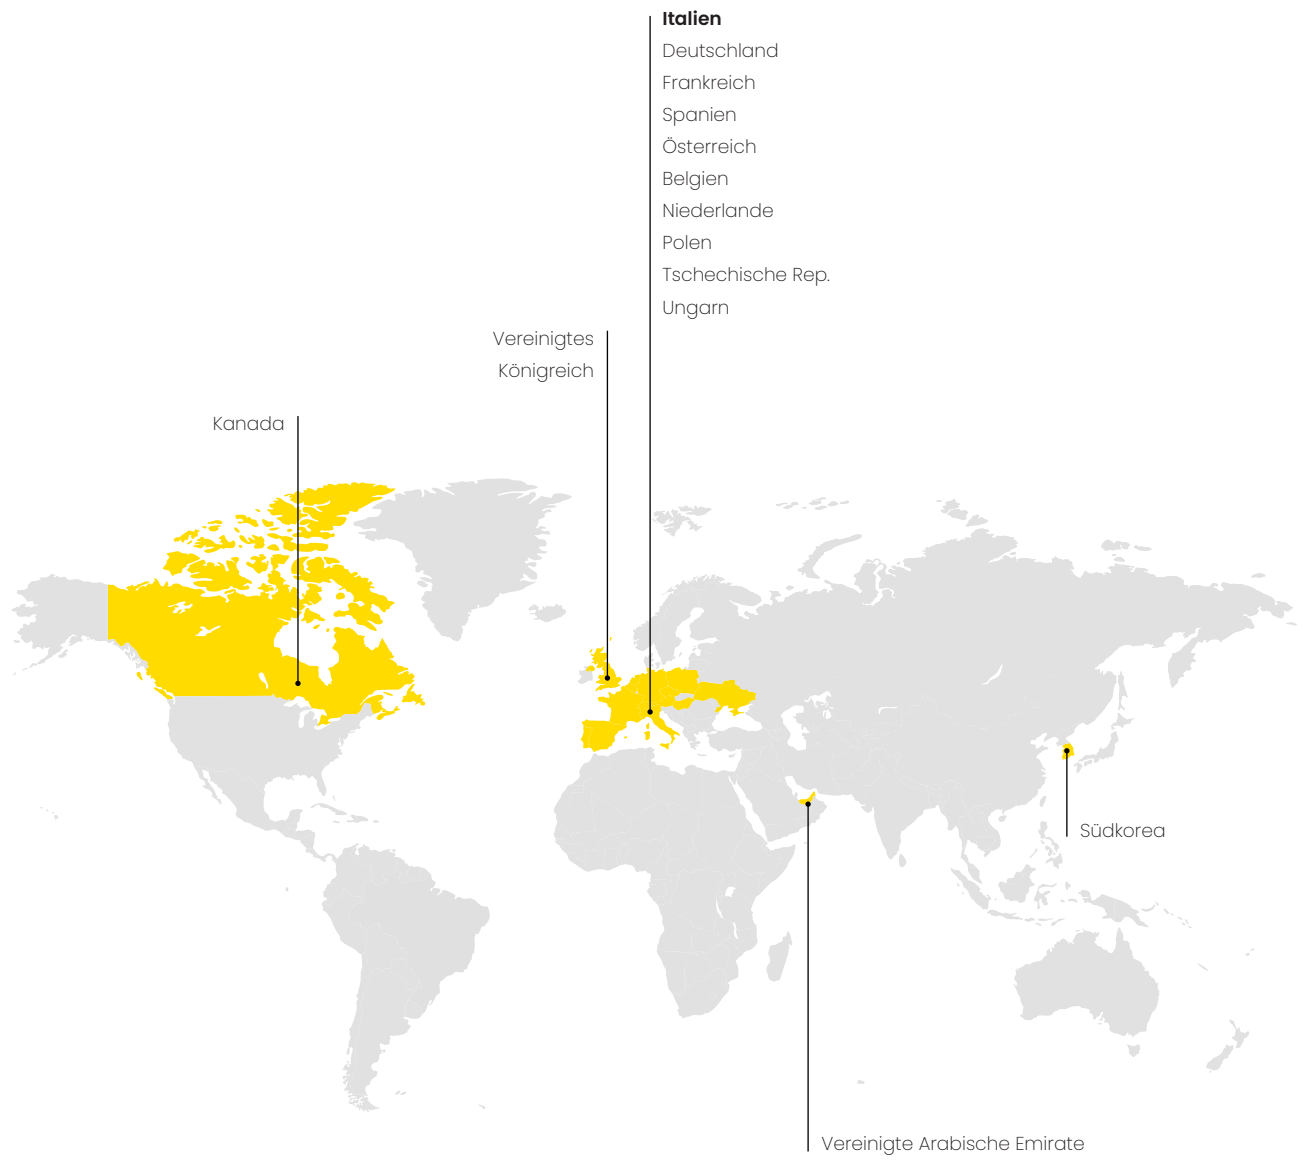 Italien
Deutschland
Frankreich
Spanien
Österreich
Belgien
Niederlande
Polen
Tschechische Rep.
Ungarn
Vereinigtes
Königreich
Kanada
Südkorea
Vereinigte Arabische Emirate